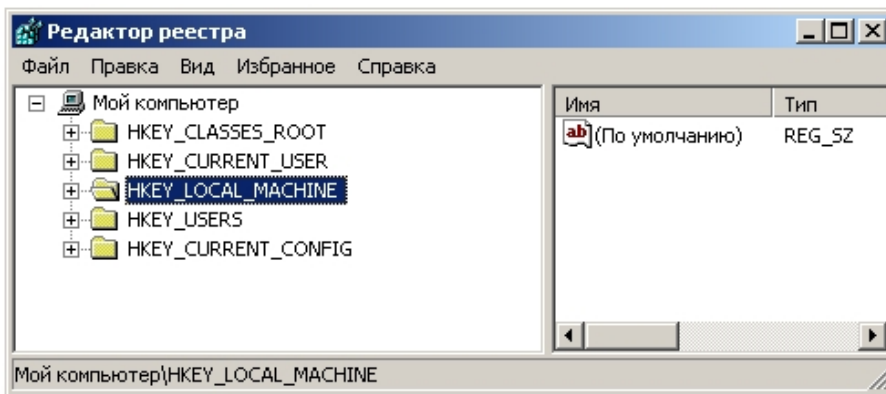 Редактор реестра
Файл Правка Вид Избранное Справка
Мой компьютер
HKEY_CLASSES_ROOT
HKEY_CURRENT_USER
HKEY_LOCAL_MACHINE
HKEY_USERS
HKEY_CURRENT_CONFIG
Имя Тип
ab (По умолчанию) REG_SZ
Мой компьютер\HKEY_LOCAL_MACHINE